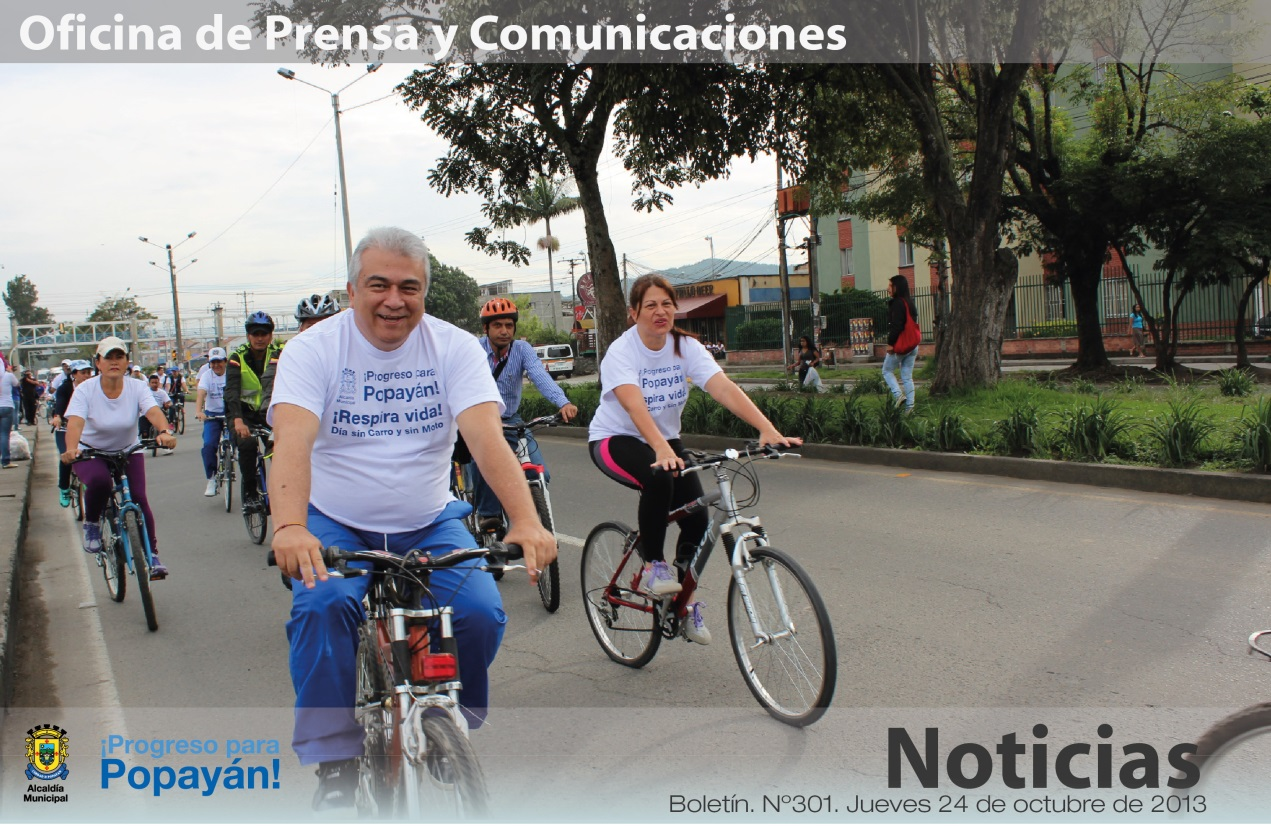 Oficina de Prensa y Comunicaciones
¡Progreso para
Popayán!
¡Respira vida!
Día sin Carro y sin Moto
¡Progreso para
Popayán!
¡Respira vida!
¡Progreso para
Popayán!
Alcaldía
Municipal
Noticias
Boletín. Nº301. Jueves 24 de octubre de 2013